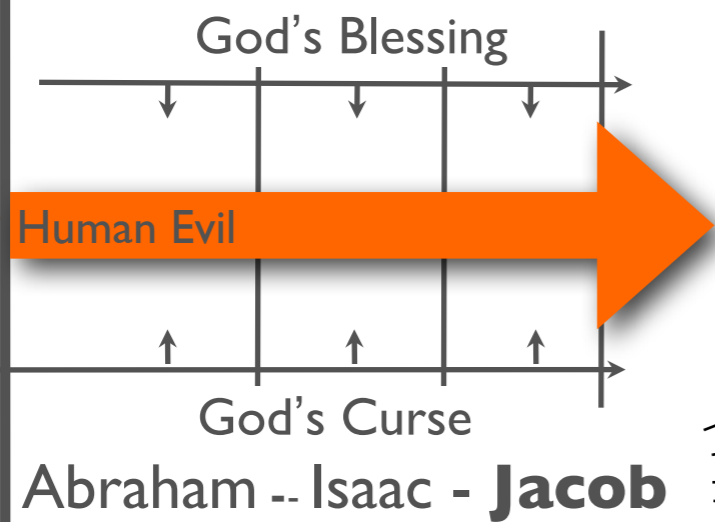 God’s Blessing
Human Evil
God’s Curse
Abraham -- Isaac - Jacob